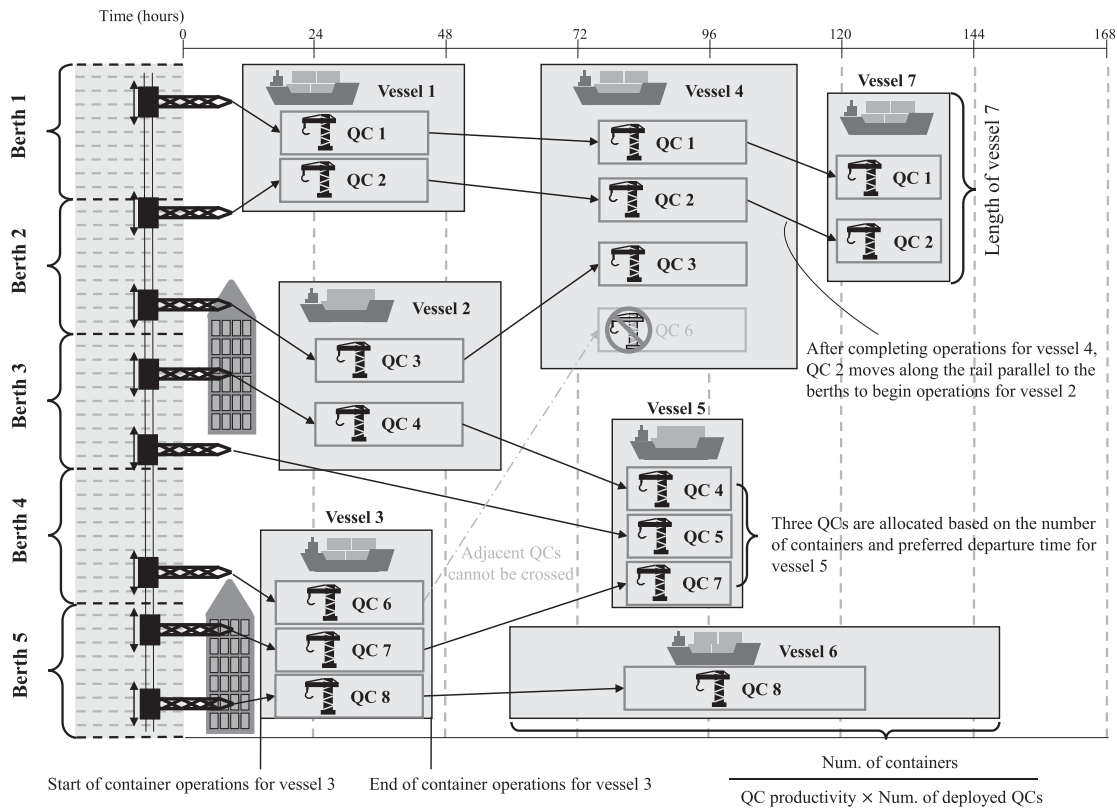 Time (hours)
0
24
48
72
96
120
144
168
Berth 1
Berth 2
Berth 3
Berth 4
Berth 5
Vessel 1
QC 1
QC 2
Vessel 2
QC 3
QC 4
Vessel 3
QC 6
QC 7
QC 8
Vessel 4
QC 1
QC 2
QC 3
QC 6
Adjacent QCs
cannot be crossed
Vessel 7
QC 1
QC 2
Length of vessel 7
After completing operations for vessel 4,
QC 2 moves along the rail parallel to the
berths to begin operations for vessel 2
Vessel 5
QC 4
QC 5
QC 7
Three QCs are allocated based on the number
of containers and preferred departure time for
vessel 5
Vessel 6
QC 8
Start of container operations for vessel 3
End of container operations for vessel 3
Num. of containers
QC productivity × Num. of deployed QCs